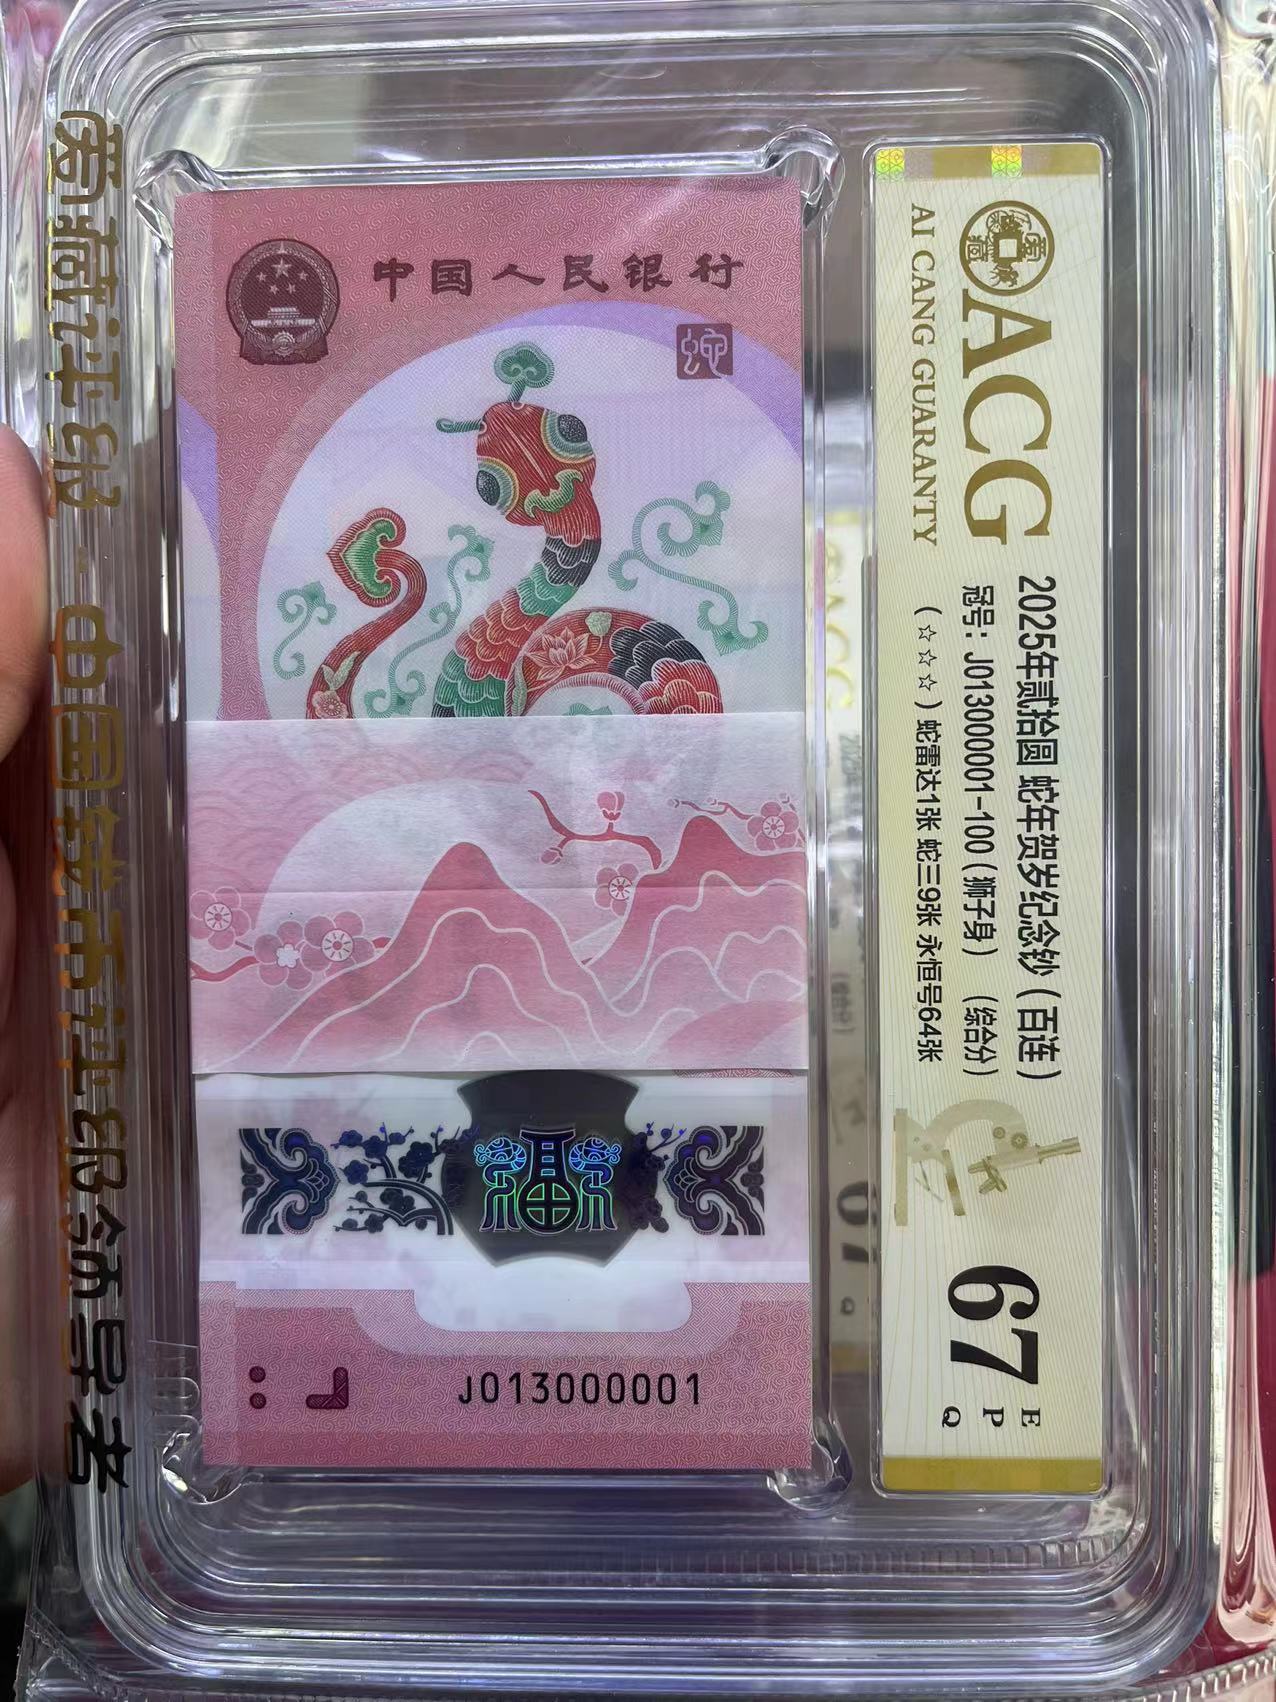 爱藏评级 - 中国钱币评级领导者
中国人民银行
蛇
J013000001
ACG
AI CANG GUARANTY
2025年贰拾圆 蛇年贺岁纪念钞（百连）
冠号：J013000001-100（狮子身） （综合分）
（☆☆☆）蛇雷达1张 蛇三9张 永恒号64张
67
E
P
Q